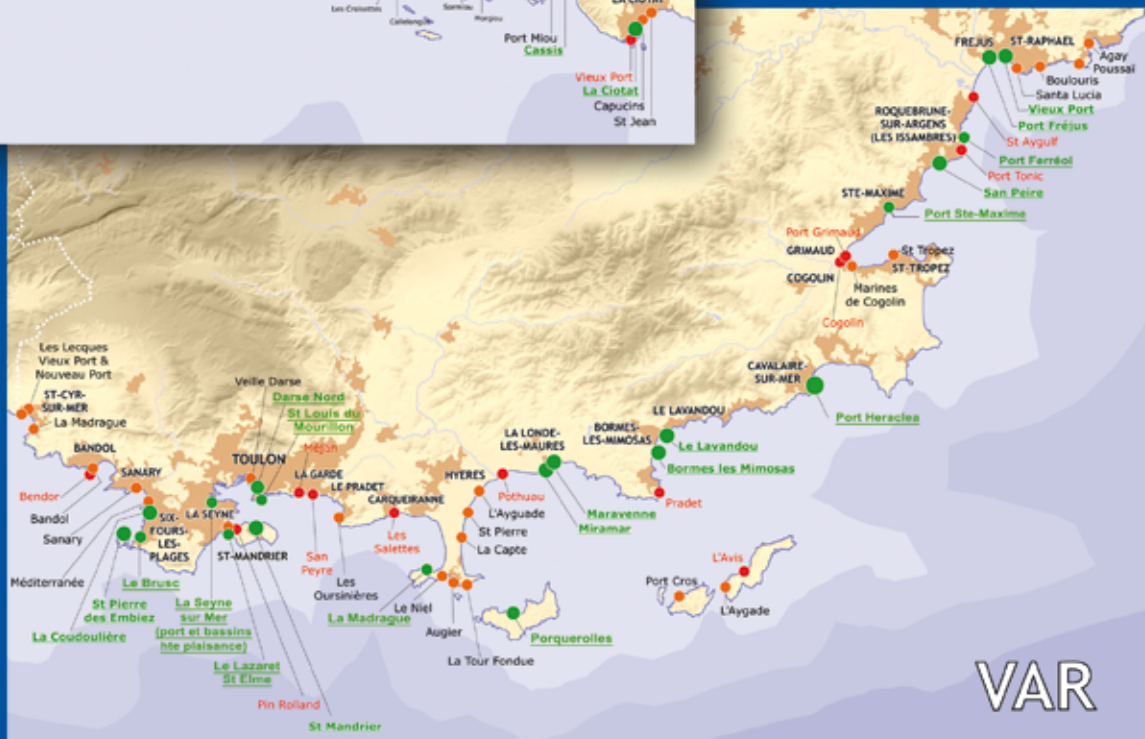 LA CIOTAT
Les Croisettes
Callelongue
Sormiou
Morgiou
Port Miou
Cassis
Vieux Port
La Ciotat
Capucins
St Jean
FREJUS
ST-RAPHAEL
Agay
Poussaï
Boulouris
Santa Lucia
Vieux Port
Port Fréjus
ROQUEBRUNE-
SUR-ARGENS
(LES ISSAMBRES)
St Aygulf
Port Ferréol
Port Tonic
San Peire
STE-MAXIME
Port Ste-Maxime
Port Grimaud
GRIMAUD
St Tropez
ST-TROPEZ
COGOLIN
Marines
de Cogolin
Cogolin
CAVALAIRE-
SUR-MER
Port Heraclea
Les Lecques
Vieux Port &
Nouveau Port
ST-CYR-
SUR-MER
La Madrague
Veille Darse
Darse Nord
St Louis du
Mourillon
Méjan
LE LAVANDOU
BORMES-
LES-MIMOSAS
Le Lavandou
Bormes les Mimosas
LA LONDE-
LES-MAURES
BANDOL
SANARY
TOULON
LA GARDE
LE PRADET
CARQUEIRANNE
HYERES
Pothuau
Pradet
Bendor
Bandol
Sanary
SIX-
FOURS-
LES-
PLAGES
LA SEYNE
ST-MANDRIER
L'Ayguade
St Pierre
La Capte
Maravenne
Miramar
Les
Salettes
San
Peyre
Les
Oursinières
Méditerranée
Le Brusc
St Pierre
des Embiez
La Coudoulière
La Seyne
sur Mer
(port et bassins
hte plaisance)
Le Lazaret
St Elme
Pin Rolland
St Mandrier
Le Niel
La Madrague
Augier
La Tour Fondue
Porquerolles
Port Cros
L'Avis
L'Aygade
VAR